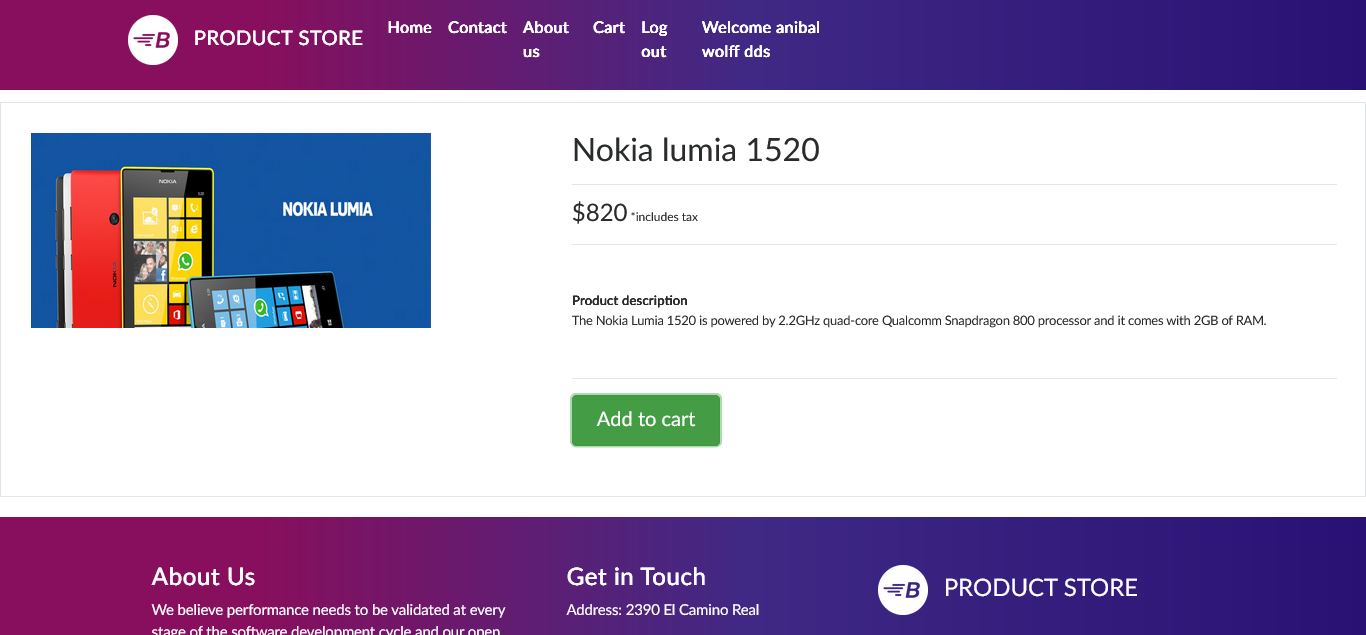 B PRODUCT STORE
Home
Contact
About
us
Cart
Log
out
Welcome anibal
wolff dds
NOKIA
NOKIA LUMIA
NOKIA
Nokia lumia 1520
$820 *includes tax
Product description
The Nokia Lumia 1520 is powered by 2.2GHz quad-core Qualcomm Snapdragon 800 processor and it comes with 2GB of RAM.
Add to cart
About Us
We believe performance needs to be validated at every
stage of the software development cycle and our open
Get in Touch
Address: 2390 El Camino Real
B PRODUCT STORE